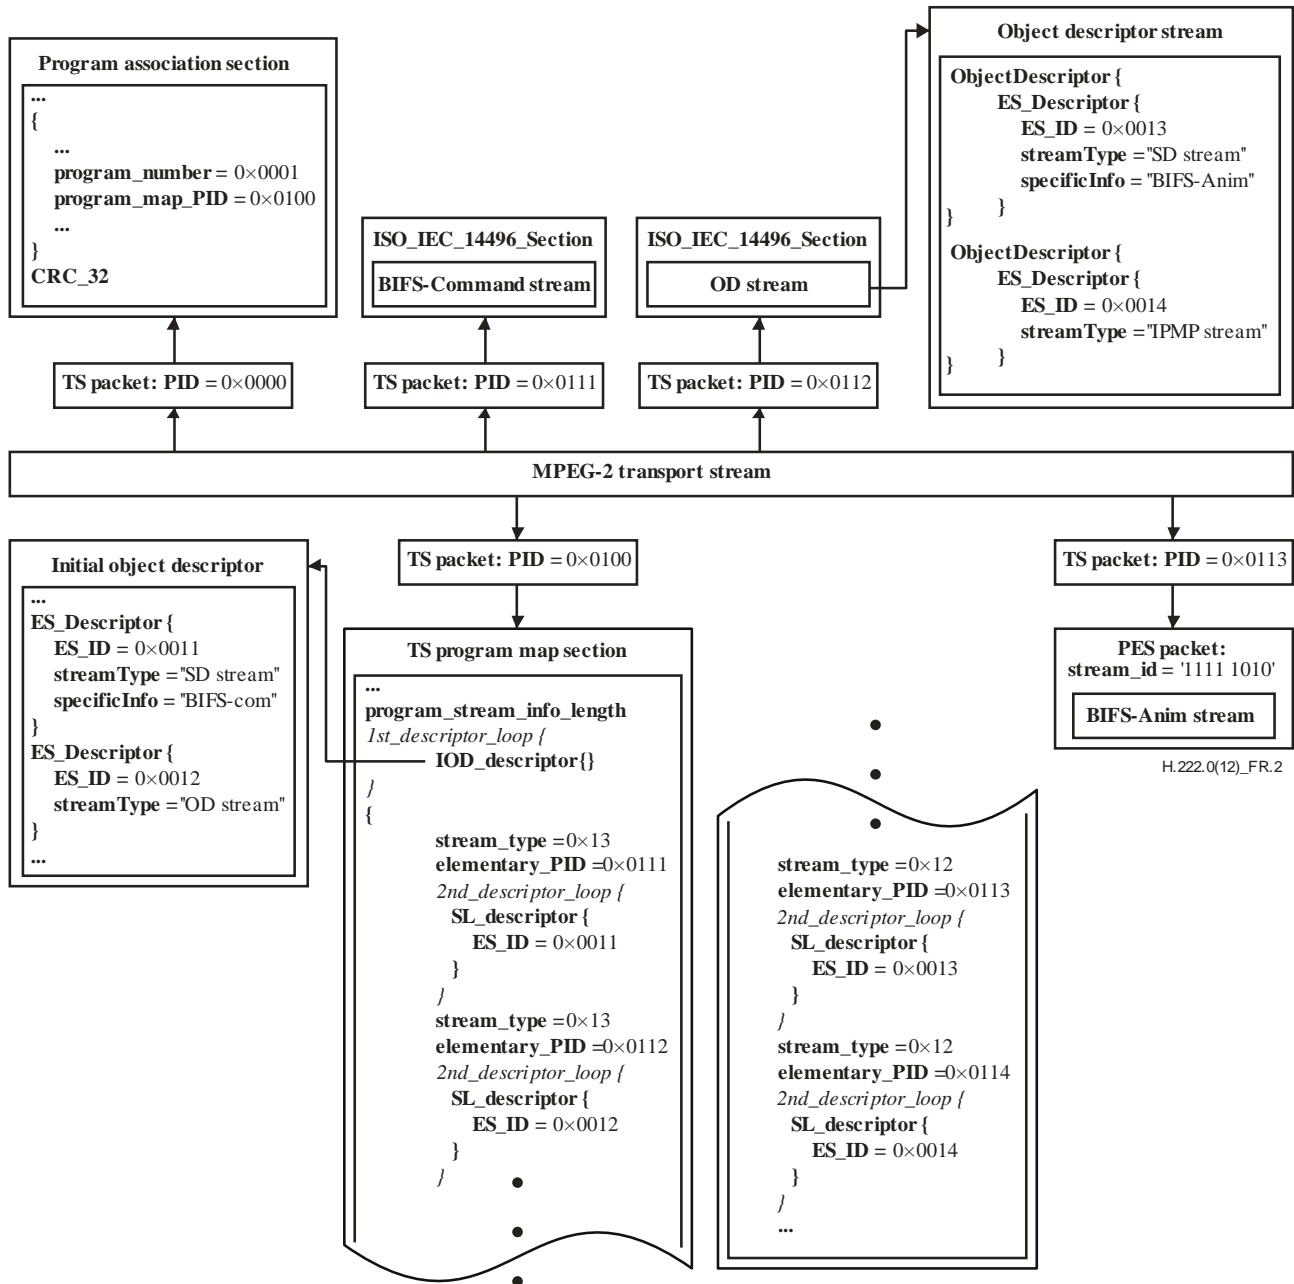 Program association section
...
{
...
program_number = 0×0001
program_map_PID = 0×0100
...
}
CRC_32
TS packet: PID = 0×0000
ISO_IEC_14496_Section
BIFS-Command stream
TS packet: PID = 0×0111
ISO_IEC_14496_Section
OD stream
TS packet: PID = 0×0112
Object descriptor stream
ObjectDescriptor {
ES_Descriptor {
ES_ID = 0×0013
streamType = "SD stream"
specificInfo = "BIFS-Anim"
}
}
ObjectDescriptor {
ES_Descriptor {
ES_ID = 0×0014
streamType = "IPMP stream"
}
}
MPEG-2 transport stream
Initial object descriptor
...
ES_Descriptor {
ES_ID = 0×0011
streamType = "SD stream"
specificInfo = "BIFS-com"
}
ES_Descriptor {
ES_ID = 0×0012
streamType = "OD stream"
}
...
TS packet: PID = 0×0100
TS program map section
...
program_stream_info_length
1st_descriptor_loop {
IOD_descriptor{}
}
{
stream_type =0×13
elementary_PID =0×0111
2nd_descriptor_loop {
SL_descriptor {
ES_ID = 0×0011
}
}
stream_type =0×13
elementary_PID =0×0112
2nd_descriptor_loop {
SL_descriptor {
ES_ID = 0×0012
}
}
stream_type =0×12
elementary_PID =0×0113
2nd_descriptor_loop {
SL_descriptor {
ES_ID = 0×0013
}
}
stream_type =0×12
elementary_PID =0×0114
2nd_descriptor_loop {
SL_descriptor {
ES_ID = 0×0014
}
}
...
TS packet: PID = 0×0113
PES packet:
stream_id = '1111 1010'
BIFS-Anim stream
H.222.0(12)_FR.2